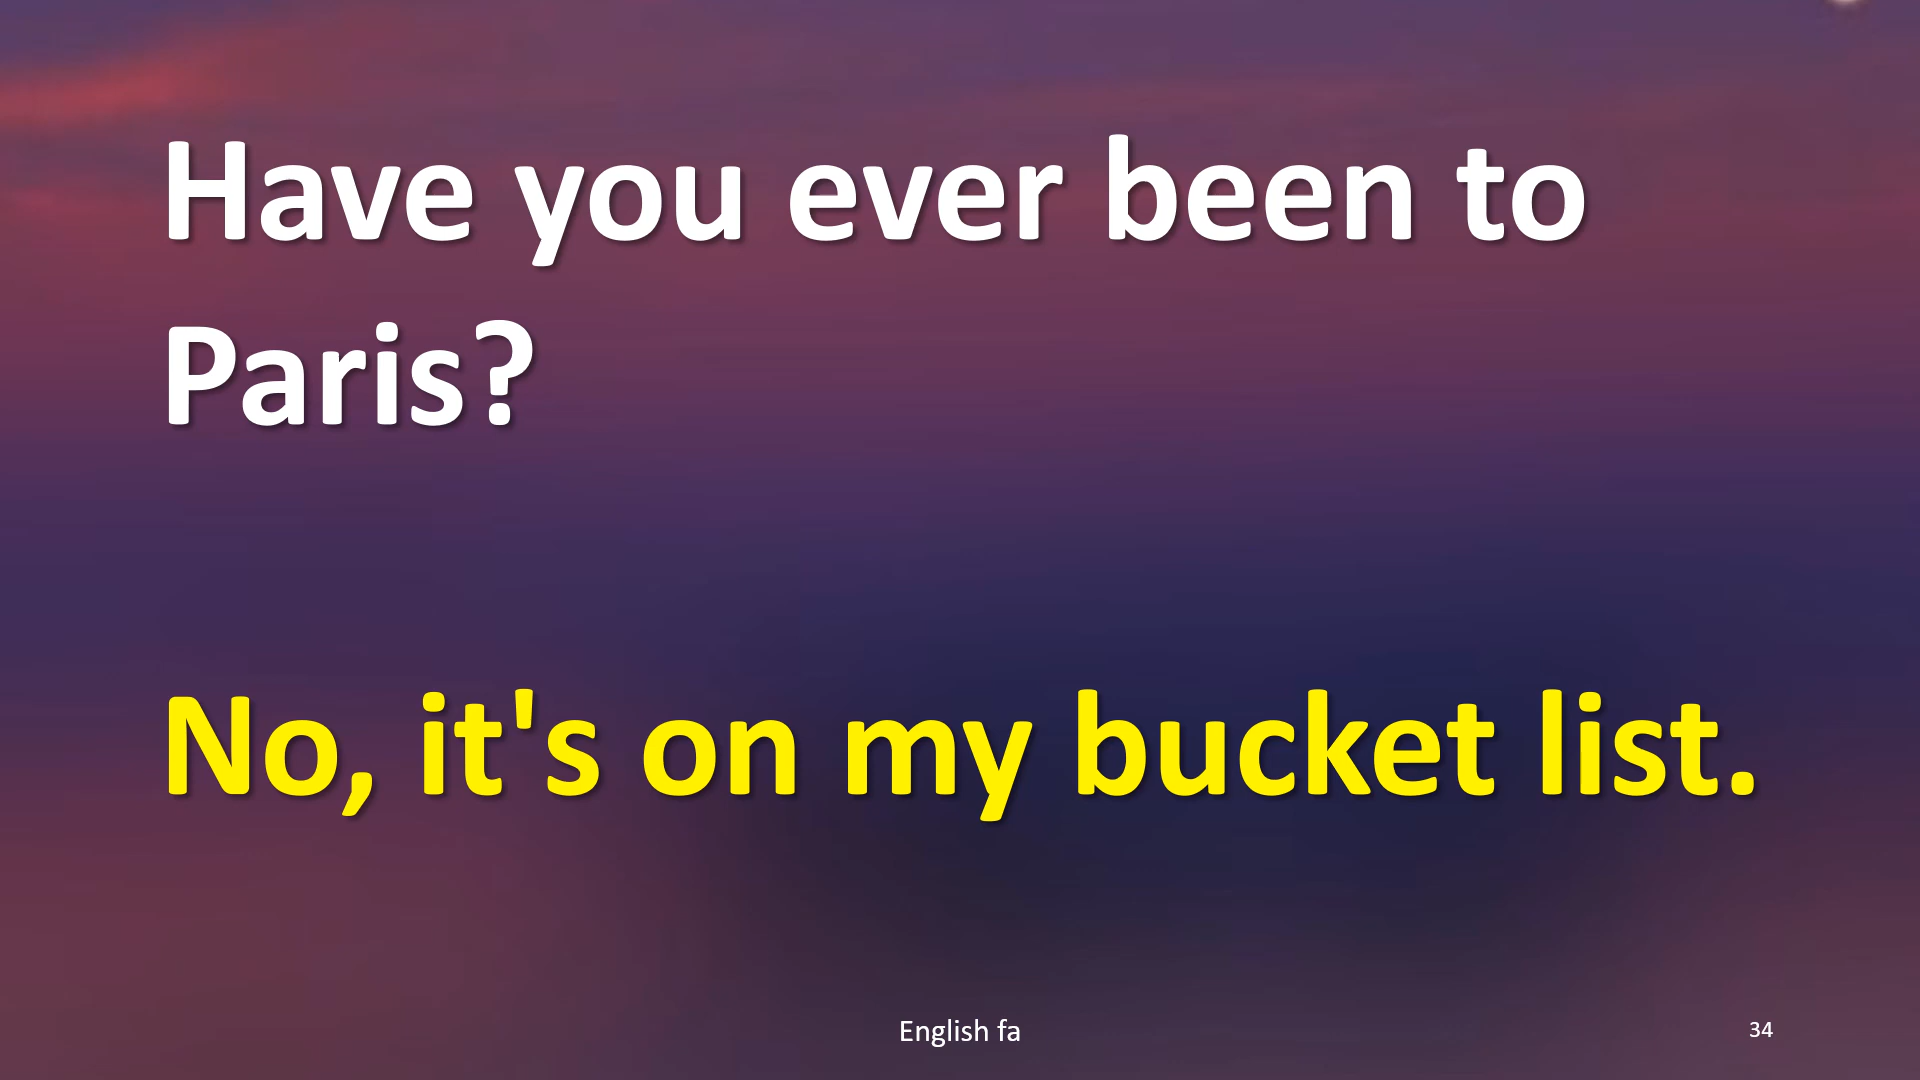 Have you ever been to
Paris?
No, it's on my bucket list.
English fa
34